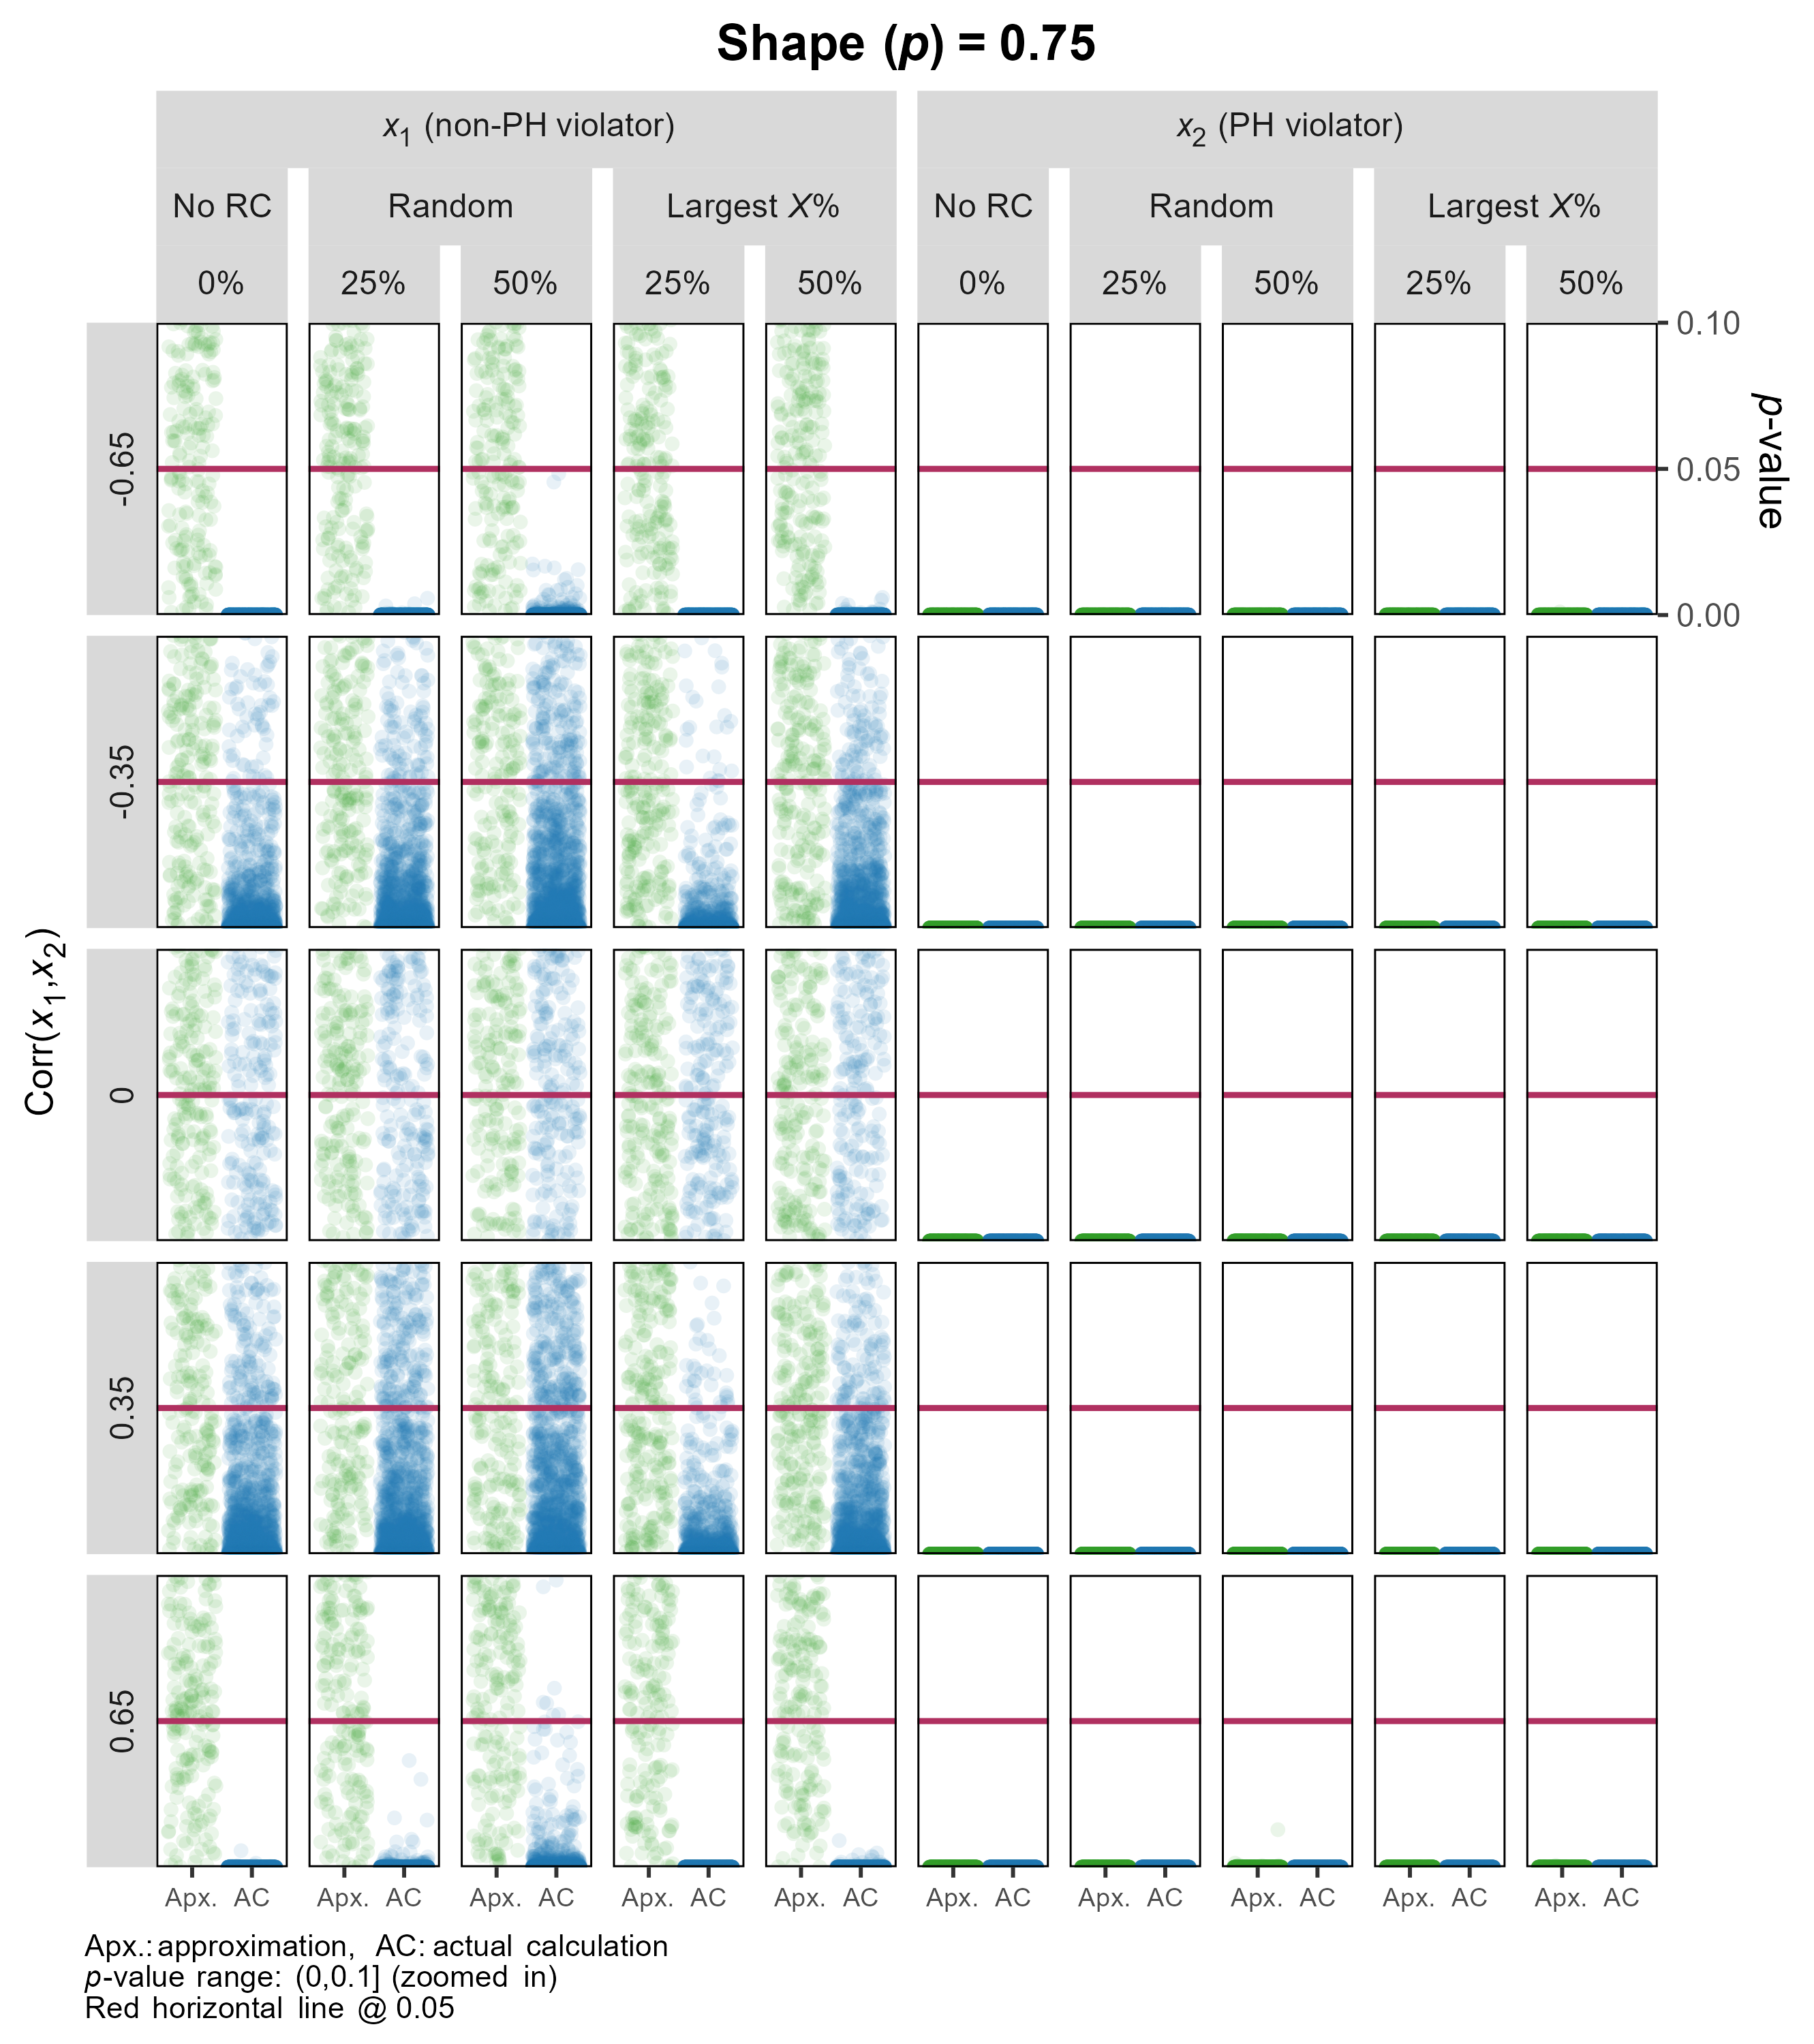 Shape (p) = 0.75
x1 (non-PH violator) x2 (PH violator)
No RC Random Largest X% No RC Random Largest X%
0% 25% 50% 25% 50% 0% 25% 50% 25% 50%
0.10
0.05
0.00
p-value
-0.65
-0.35
0
0.35
0.65
Corr(x1,x2)
Apx. AC Apx. AC Apx. AC Apx. AC Apx. AC Apx. AC Apx. AC Apx. AC Apx. AC Apx. AC
Apx.: approximation, AC: actual calculation
p-value range: (0,0.1] (zoomed in)
Red horizontal line @ 0.05